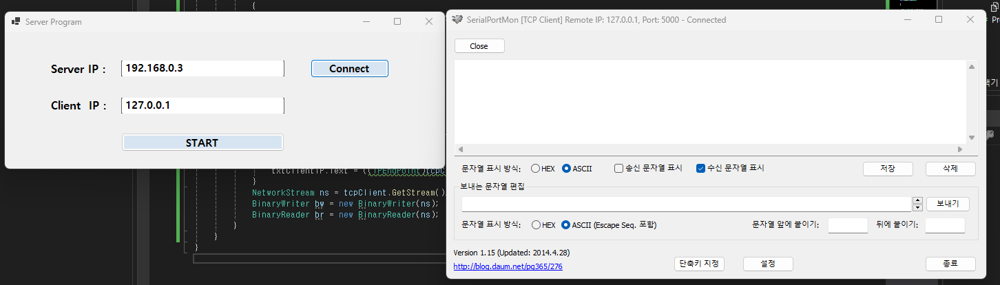 {
Server Program
Server IP :
192.168.0.3
Connect
Client IP :
127.0.0.1
START
}
NetworkStream ns = tcpClient.GetStream()
BinaryWriter bw = new BinaryWriter(ns);
BinaryReader br = new BinaryReader(ns);
}
}
}
SerialPortMon [TCP Client] Remote IP: 127.0.0.1, Port: 5000 - Connected
Close
문자열 표시 방식:
HEX
ASCII
송신 문자열 표시
수신 문자열 표시
저장
삭제
보내는 문자열 편집
보내기
문자열 표시 방식:
HEX
ASCII (Escape Seq. 포함)
문자열 앞에 붙이기:
뒤에 붙이기:
Version 1.15 (Updated: 2014.4.28)
http://blog.daum.net/pg365/276
단축키 지정
설정
종료